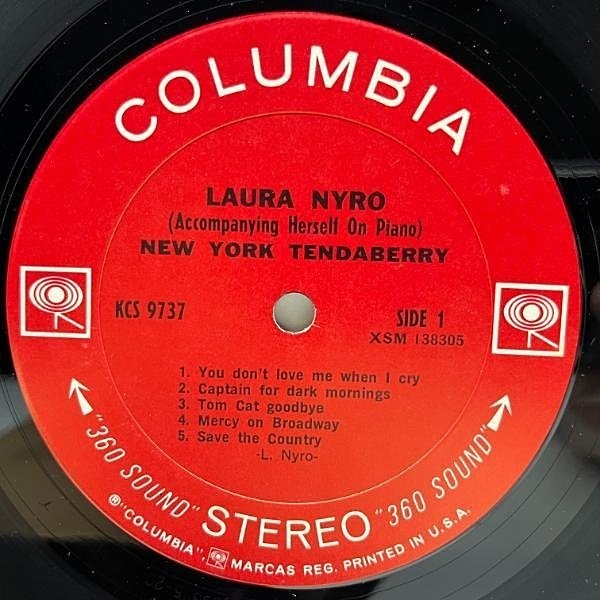 COLUMBIA
LAURA NYRO
(Accompanying Herself On Piano)
NEW YORK TENDABERRY
KCS 9737
SIDE 1
XSM 138305
1. You don't love me when I cry
2. Captain for dark mornings
3. Tom Cat goodbye
4. Mercy on Broadway
5. Save the Country
-L. Nyro-
"360 SOUND" STEREO "360 SOUND"
®"COLUMBIA", MARCAS REG. PRINTED IN U.S.A.